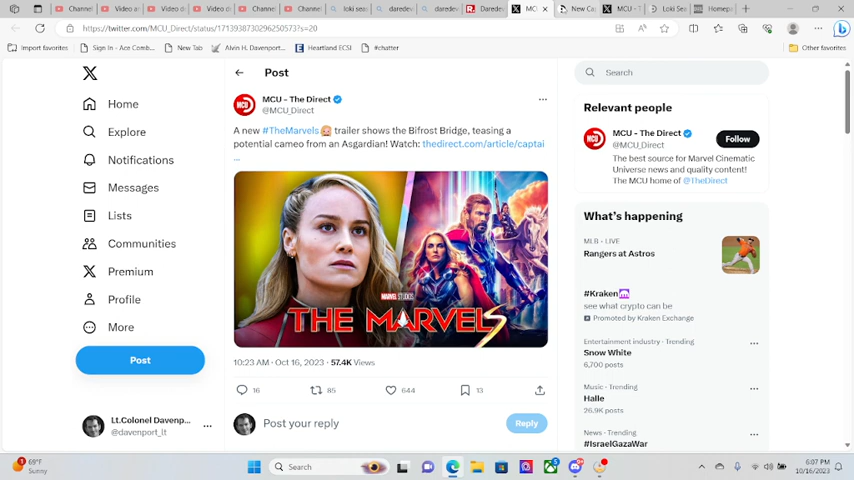 Channel
Video a
Video d
Video d
Channel
Channel
loki sea
daredev
daredev
Daredev
MCU
New Cap
MCU - T
Loki Sea
Homep
https://twitter.com/MCU_Direct/status/1713938730296250573?s=20
Import favorites
Sign In - Ace Comb...
New Tab
Alvin H. Davenport...
Heartland ECSI
#chatter
Other favorites
Post
Search
Home
Explore
Notifications
Messages
Lists
Communities
Premium
Profile
More
Post
Lt.Colonel Davenp...
@davenport_lt
MCU - The Direct
@MCU_Direct
A new #TheMarvels trailer shows the Bifrost Bridge, teasing a
potential cameo from an Asgardian! Watch: thedirect.com/article/captai
...
MARVEL STUDIOS
THE MARVELS
10:23 AM · Oct 16, 2023 · 57.4K Views
16
85
644
13
Post your reply
Reply
Relevant people
MCU - The Direct
@MCU_Direct
Follow
The best source for Marvel Cinematic
Universe news and quality content!
The MCU home of @TheDirect
What's happening
MLB · LIVE
Rangers at Astros
#Kraken
see what crypto can be
Promoted by Kraken Exchange
Entertainment industry · Trending
Snow White
6,700 posts
Music · Trending
Halle
26.9K posts
News · Trending
#IsraelGazaWar
69°F
Sunny
Search
6:07 PM
10/16/2023